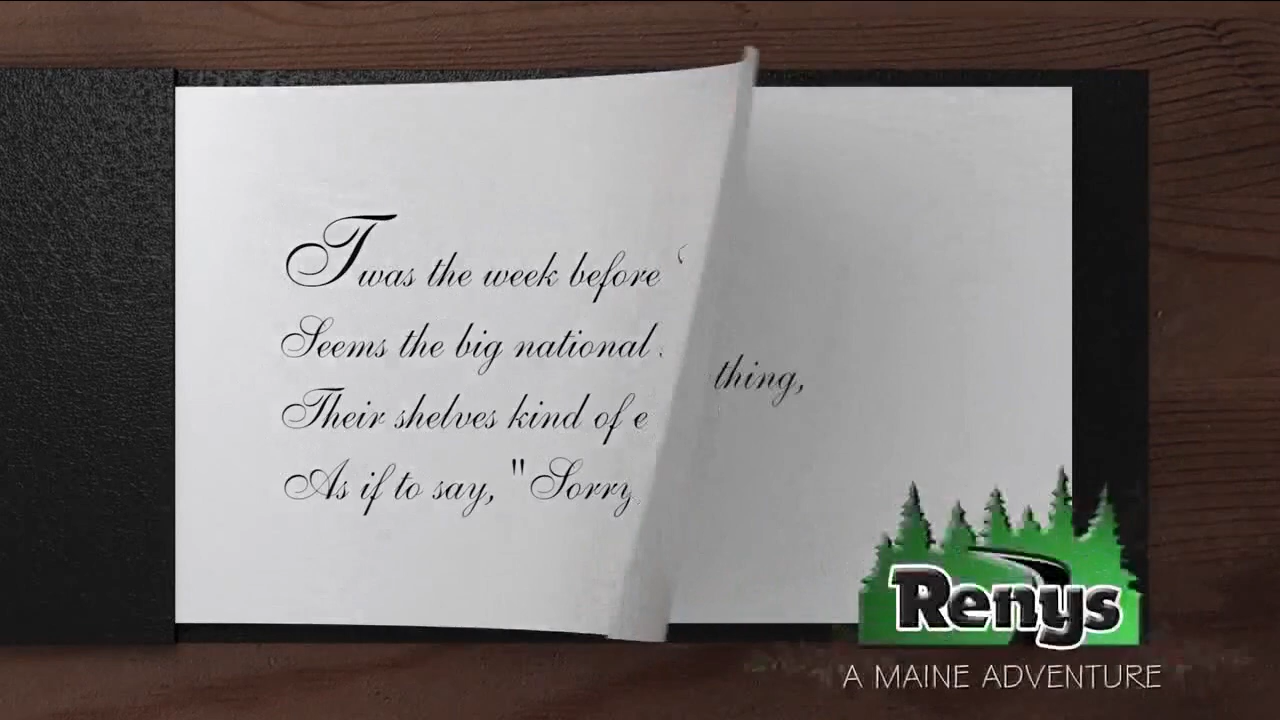 Twas the week before
Seems the big national
Their shelves kind of
As if to say, "Sorry
thing,
Renys
A MAINE ADVENTURE